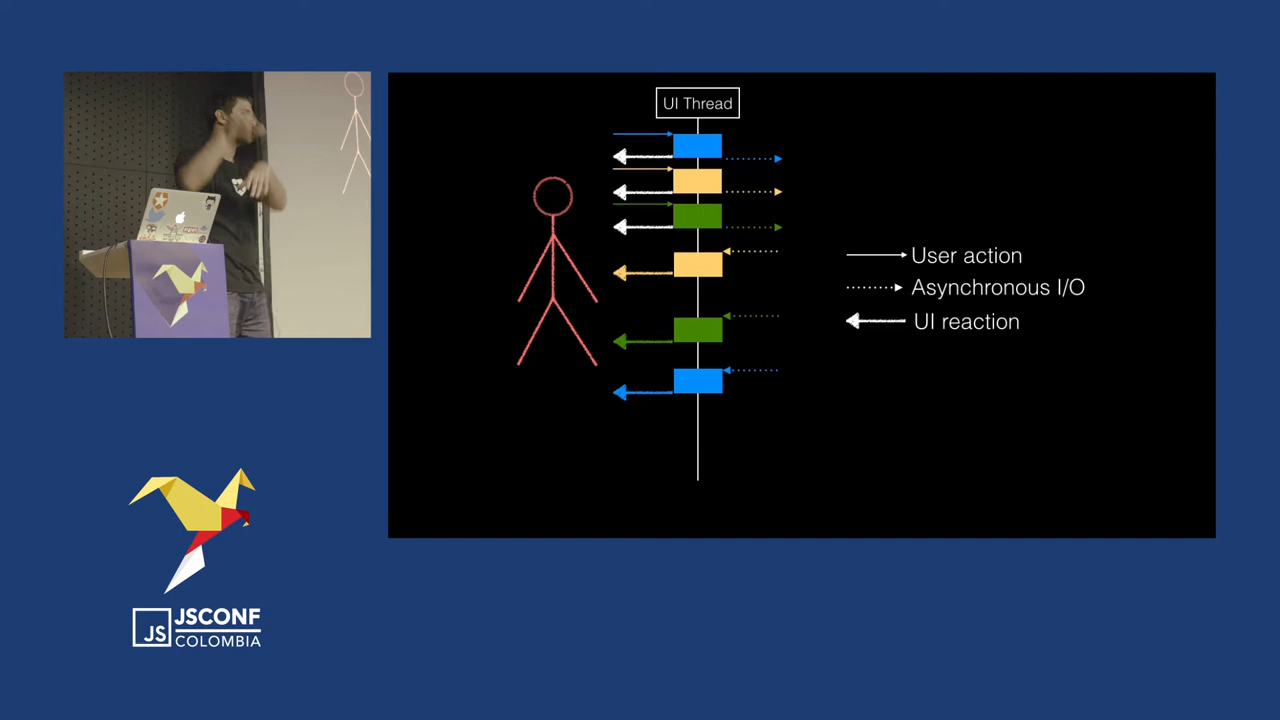 UI Thread
User action
Asynchronous I/O
UI reaction
JS
JSCONF
COLOMBIA